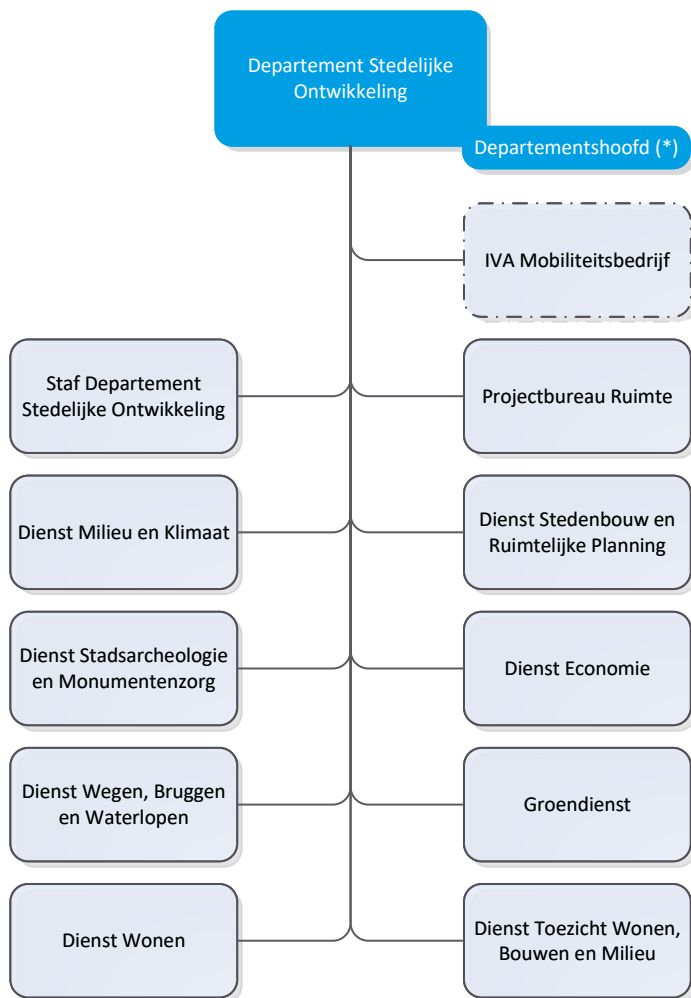 Departement Stedelijke
Ontwikkeling
Departementshoofd (*)
IVA Mobiliteitsbedrijf
Staf Departement
Stedelijke Ontwikkeling
Projectbureau Ruimte
Dienst Milieu en Klimaat
Dienst Stedenbouw en
Ruimtelijke Planning
Dienst Stadsarcheologie
en Monumentenzorg
Dienst Economie
Dienst Wegen, Bruggen
en Waterlopen
Groendienst
Dienst Wonen
Dienst Toezicht Wonen,
Bouwen en Milieu